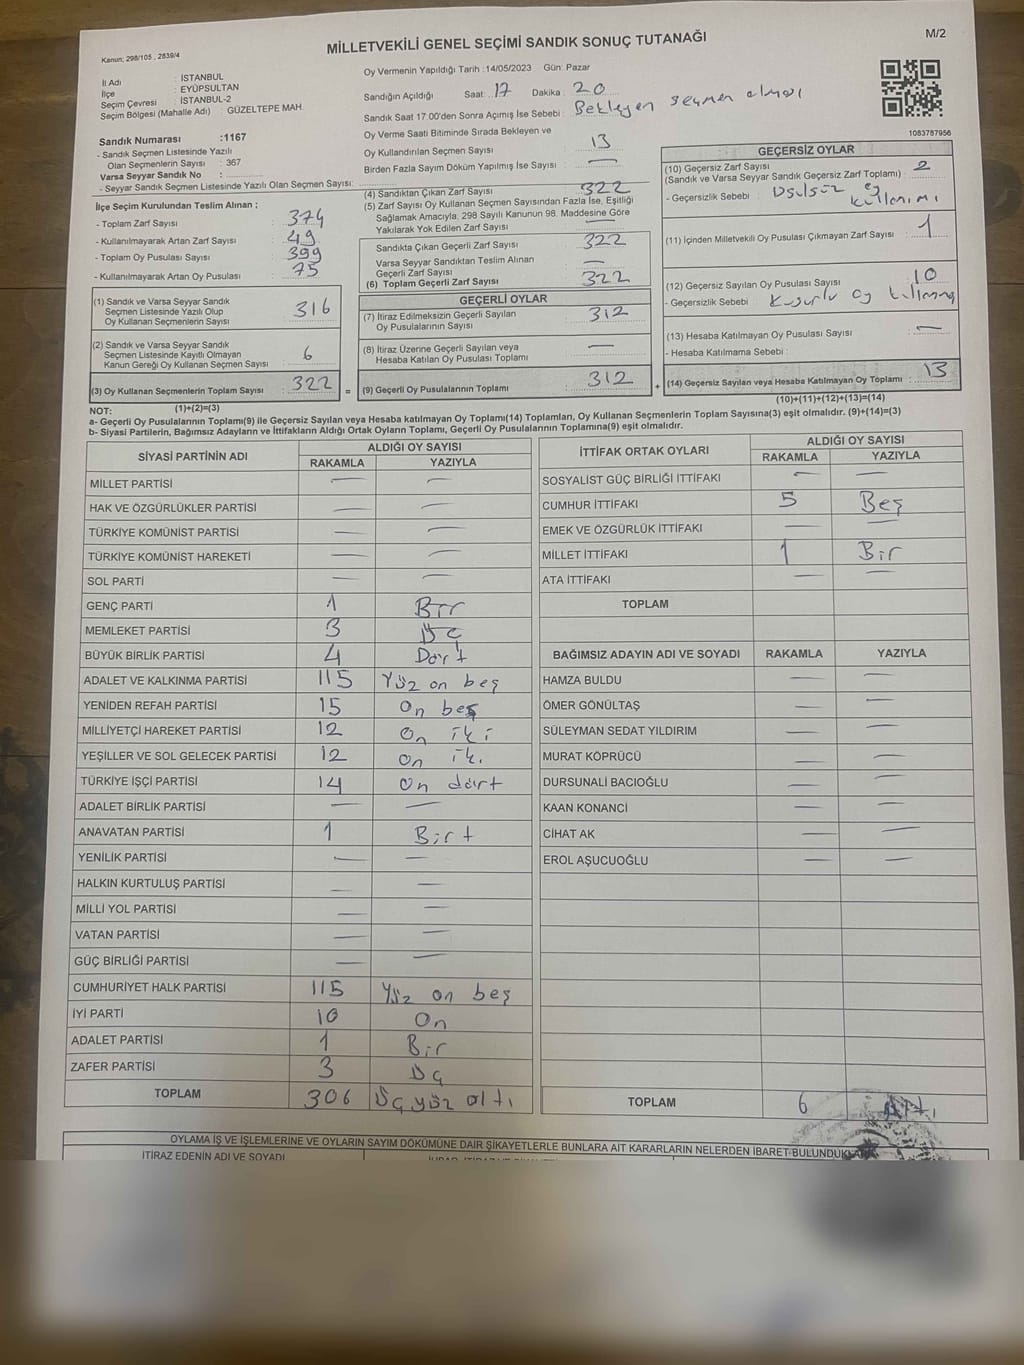 Kanun; 298/105 , 2839/4
MİLLETVEKİLİ GENEL SEÇİMİ SANDIK SONUÇ TUTANAĞI
M/2
İl Adı : İSTANBUL
İlçe : EYÜPSULTAN
Seçim Çevresi : İSTANBUL-2
Seçim Bölgesi (Mahalle Adı) : GÜZELTEPE MAH.
Sandık Numarası :1167
- Sandık Seçmen Listesinde Yazılı
Olan Seçmenlerin Sayısı : 367
Varsa Seyyar Sandık No :
- Seyyar Sandık Seçmen Listesinde Yazılı Olan Seçmen Sayısı:
Oy Vermenin Yapıldığı Tarih :14/05/2023 Gün: Pazar
Sandığın Açıldığı Saat: 17 Dakika : 20
Sandık Saat 17:00'den Sonra Açımış İse Sebebi : Bekleyen seçmen olması
Oy Verme Saati Bitiminde Sırada Bekleyen ve
Oy Kullandırılan Seçmen Sayısı : 13
Birden Fazla Sayım Döküm Yapılmış İse Sayısı : —
1083787956
İlçe Seçim Kurulundan Teslim Alınan ;
- Toplam Zarf Sayısı : 374
- Kullanılmayarak Artan Zarf Sayısı : 49
- Toplam Oy Pusulası Sayısı : 399
- Kullanılmayarak Artan Oy Pusulası : 75
(1) Sandık ve Varsa Seyyar Sandık
Seçmen Listesinde Yazılı Olup
Oy Kullanan Seçmenlerin Sayısı : 316
(2) Sandık ve Varsa Seyyar Sandık
Seçmen Listesinde Kayıtlı Olmayan
Kanun Gereği Oy Kullanan Seçmen Sayısı : 6
(3) Oy Kullanan Seçmenlerin Toplam Sayısı : 322 =
(1)+(2)=(3)
(4) Sandıktan Çıkan Zarf Sayısı : 322
(5) Zarf Sayısı Oy Kullanan Seçmen Sayısından Fazla İse, Eşitliği
Sağlamak Amacıyla, 298 Sayılı Kanunun 98. Maddesine Göre
Yakılarak Yok Edilen Zarf Sayısı : —
Sandıkta Çıkan Geçerli Zarf Sayısı : 322
Varsa Seyyar Sandıktan Teslim Alınan
Geçerli Zarf Sayısı : —
(6) Toplam Geçerli Zarf Sayısı : 322
GEÇERLİ OYLAR
(7) İtiraz Edilmeksizin Geçerli Sayılan
Oy Pusulalarının Sayısı : 312
(8) İtiraz Üzerine Geçerli Sayılan veya
Hesaba Katılan Oy Pusulası Toplamı : —
(9) Geçerli Oy Pusulalarının Toplamı : 312 +
GEÇERSİZ OYLAR
(10) Geçersiz Zarf Sayısı
(Sandık ve Varsa Seyyar Sandık Geçersiz Zarf Toplamı) : 2
- Geçersizlik Sebebi : Usulsüz oy kullanımı
(11) İçinden Milletvekili Oy Pusulası Çıkmayan Zarf Sayısı : 1
(12) Geçersiz Sayılan Oy Pusulası Sayısı : 10
- Geçersizlik Sebebi : Kusurlu oy
(13) Hesaba Katılmayan Oy Pusulası Sayısı : —
- Hesaba Katılmama Sebebi :
(14) Geçersiz Sayılan veya Hesaba Katılmayan Oy Toplamı : 13
(10)+(11)+(12)+(13)=(14)
NOT:
a- Geçerli Oy Pusulalarının Toplamı(9) ile Geçersiz Sayılan veya Hesaba katılmayan Oy Toplamı(14) Toplamları, Oy Kullanan Seçmenlerin Toplam Sayısına(3) eşit olmalıdır. (9)+(14)=(3)
b- Siyasi Partilerin, Bağımsız Adayların ve İttifakların Aldığı Ortak Oyların Toplamı, Geçerli Oy Pusulalarının Toplamına(9) eşit olmalıdır.
SİYASİ PARTİNİN ADI ALDIĞI OY SAYISI
RAKAMLA YAZIYLA
MİLLET PARTİSİ — —
HAK VE ÖZGÜRLÜKLER PARTİSİ — —
TÜRKİYE KOMÜNİST PARTİSİ — —
TÜRKİYE KOMÜNİST HAREKETİ — —
SOL PARTİ — —
GENÇ PARTİ 1 Bir
MEMLEKET PARTİSİ 3 Üç
BÜYÜK BİRLİK PARTİSİ 4 Dört
ADALET VE KALKINMA PARTİSİ 115 Yüz on beş
YENİDEN REFAH PARTİSİ 15 On beş
MİLLİYETÇİ HAREKET PARTİSİ 12 On iki
YEŞİLLER VE SOL GELECEK PARTİSİ 12 On iki
TÜRKİYE İŞÇİ PARTİSİ 14 On dört
ADALET BİRLİK PARTİSİ — —
ANAVATAN PARTİSİ 1 Birt
YENİLİK PARTİSİ — —
HALKIN KURTULUŞ PARTİSİ — —
MİLLİ YOL PARTİSİ — —
VATAN PARTİSİ — —
GÜÇ BİRLİĞİ PARTİSİ — —
CUMHURİYET HALK PARTİSİ 115 Yüz on beş
İYİ PARTİ 10 On
ADALET PARTİSİ 1 Bir
ZAFER PARTİSİ 3 Üç
TOPLAM 306 Üç yüz altı
İTTİFAK ORTAK OYLARI ALDIĞI OY SAYISI
RAKAMLA YAZIYLA
SOSYALİST GÜÇ BİRLİĞİ İTTİFAKI — —
CUMHUR İTTİFAKI 5 Beş
EMEK VE ÖZGÜRLÜK İTTİFAKI — —
MİLLET İTTİFAKI 1 Bir
ATA İTTİFAKI — —
TOPLAM
BAĞIMSIZ ADAYIN ADI VE SOYADI RAKAMLA YAZIYLA
HAMZA BULDU — —
ÖMER GÖNÜLTAŞ — —
SÜLEYMAN SEDAT YILDIRIM — —
MURAT KÖPRÜCÜ — —
DURSUNALİ BACIOĞLU — —
KAAN KONANCİ — —
CİHAT AK — —
EROL AŞUCUOĞLU — —
TOPLAM 6 Altı
OYLAMA İŞ VE İŞLEMLERİNE VE OYLARIN SAYIM DÖKÜMÜNE DAİR ŞİKAYETLERLE BUNLARA AİT KARARLARIN NELERDEN İBARET BULUNDUKLARI
İTİRAZ EDENİN ADI VE SOYADI